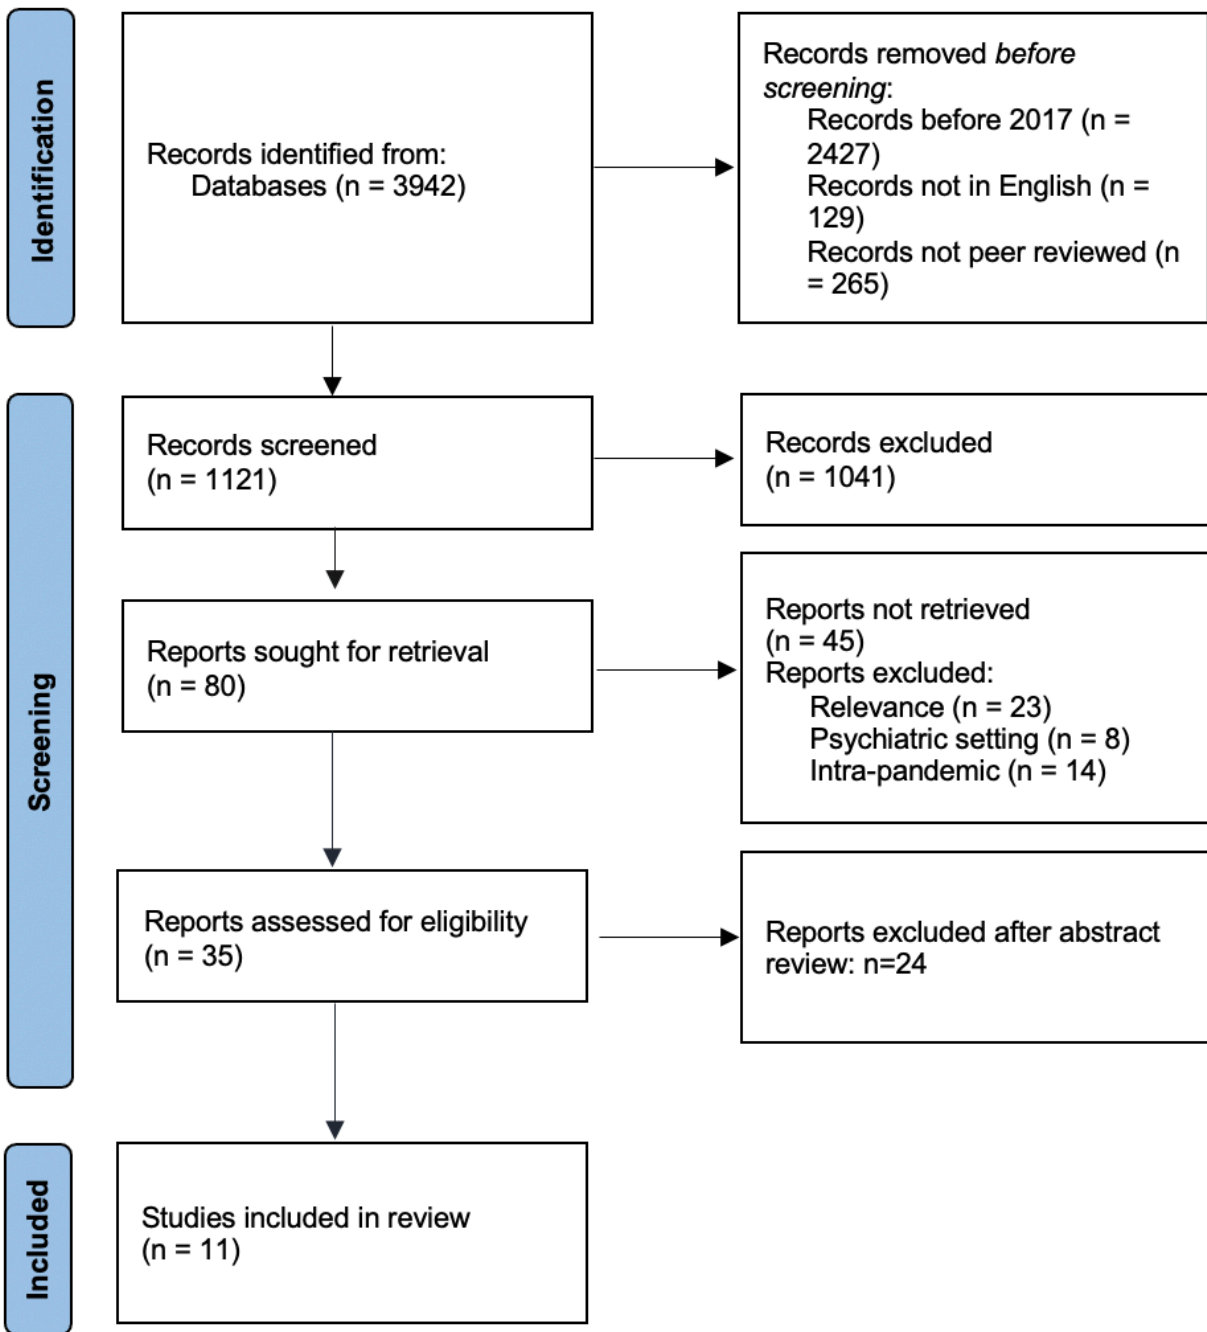 Identification
Records identified from:
Databases (n = 3942)
Records removed before
screening:
Records before 2017 (n =
2427)
Records not in English (n =
129)
Records not peer reviewed (n
= 265)
Screening
Records screened
(n = 1121)
Records excluded
(n = 1041)
Reports sought for retrieval
(n = 80)
Reports not retrieved
(n = 45)
Reports excluded:
Relevance (n = 23)
Psychiatric setting (n = 8)
Intra-pandemic (n = 14)
Reports assessed for eligibility
(n = 35)
Reports excluded after abstract
review: n=24
Included
Studies included in review
(n = 11)